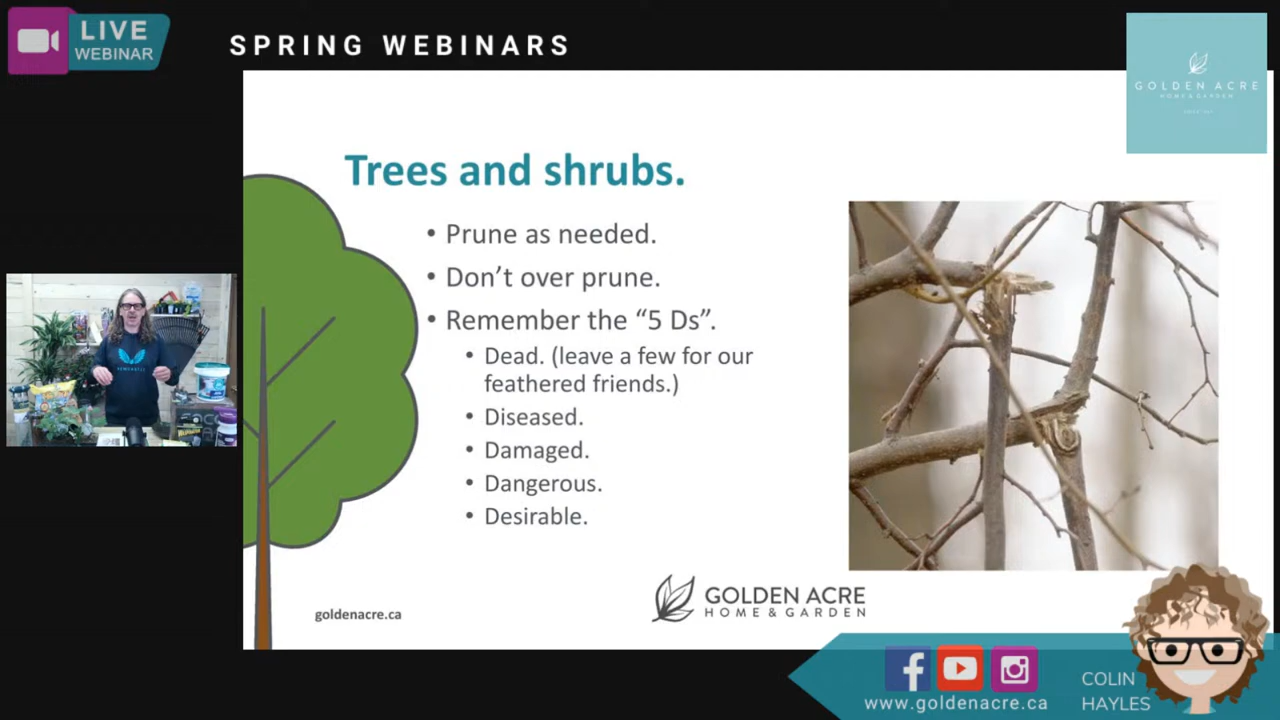 LIVE
WEBINAR
SPRING WEBINARS
GOLDEN ACRE
HOME & GARDEN
Trees and shrubs.
• Prune as needed.
• Don’t over prune.
• Remember the “5 Ds”.
• Dead. (leave a few for our
feathered friends.)
• Diseased.
• Damaged.
• Dangerous.
• Desirable.
goldenacre.ca
GOLDEN ACRE
HOME & GARDEN
www.goldenacre.ca
COLIN
HAYLES